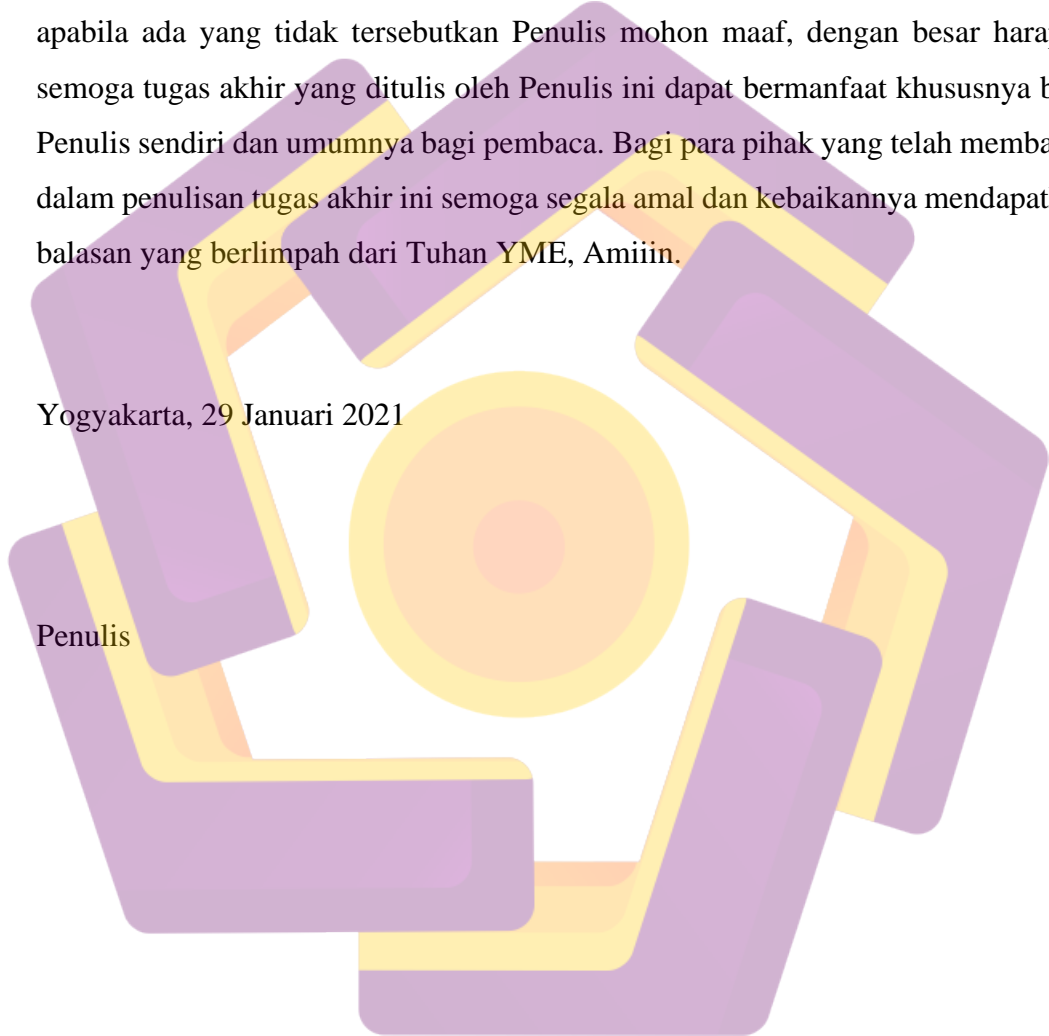 apabila ada yang tidak tersebutkan Penulis mohon maaf, dengan besar
semoga tugas akhir yang ditulis oleh Penulis ini dapat bermanfaat khususnya
Penulis sendiri dan umumnya bagi pembaca. Bagi para pihak yang telah
dalam penulisan tugas akhir ini semoga segala amal dan kebaikannya mendapat
balasan yang berlimpah dari Tuhan YME, Amiiin.
Yogyakarta, 29 Januari 2021
Penulis